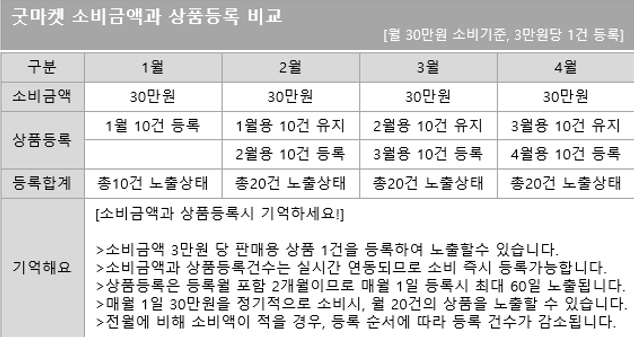 굿마켓 소비금액과 상품등록 비교
[월 30만원 소비기준, 3만원당 1건 등록]
구분 1월 2월 3월 4월
소비금액 30만원 30만원 30만원 30만원
상품등록 1월 10건 등록 1월용 10건 유지 2월용 10건 유지 3월용 10건 유지
2월용 10건 등록 3월용 10건 등록 4월용 10건 등록
등록합계 총10건 노출상태 총20건 노출상태 총20건 노출상태 총20건 노출상태
기억해요
[소비금액과 상품등록시 기억하세요!]
>소비금액 3만원 당 판매용 상품 1건을 등록하여 노출할수 있습니다.
>소비금액과 상품등록건수는 실시간 연동되므로 소비 즉시 등록가능합니다.
>상품등록은 등록월 포함 2개월이므로 매월 1일 등록시 최대 60일 노출됩니다.
>매월 1일 30만원을 정기적으로 소비시, 월 20건의 상품을 노출할 수 있습니다.
>전월에 비해 소비액이 적을 경우, 등록 순서에 따라 등록 건수가 감소됩니다.